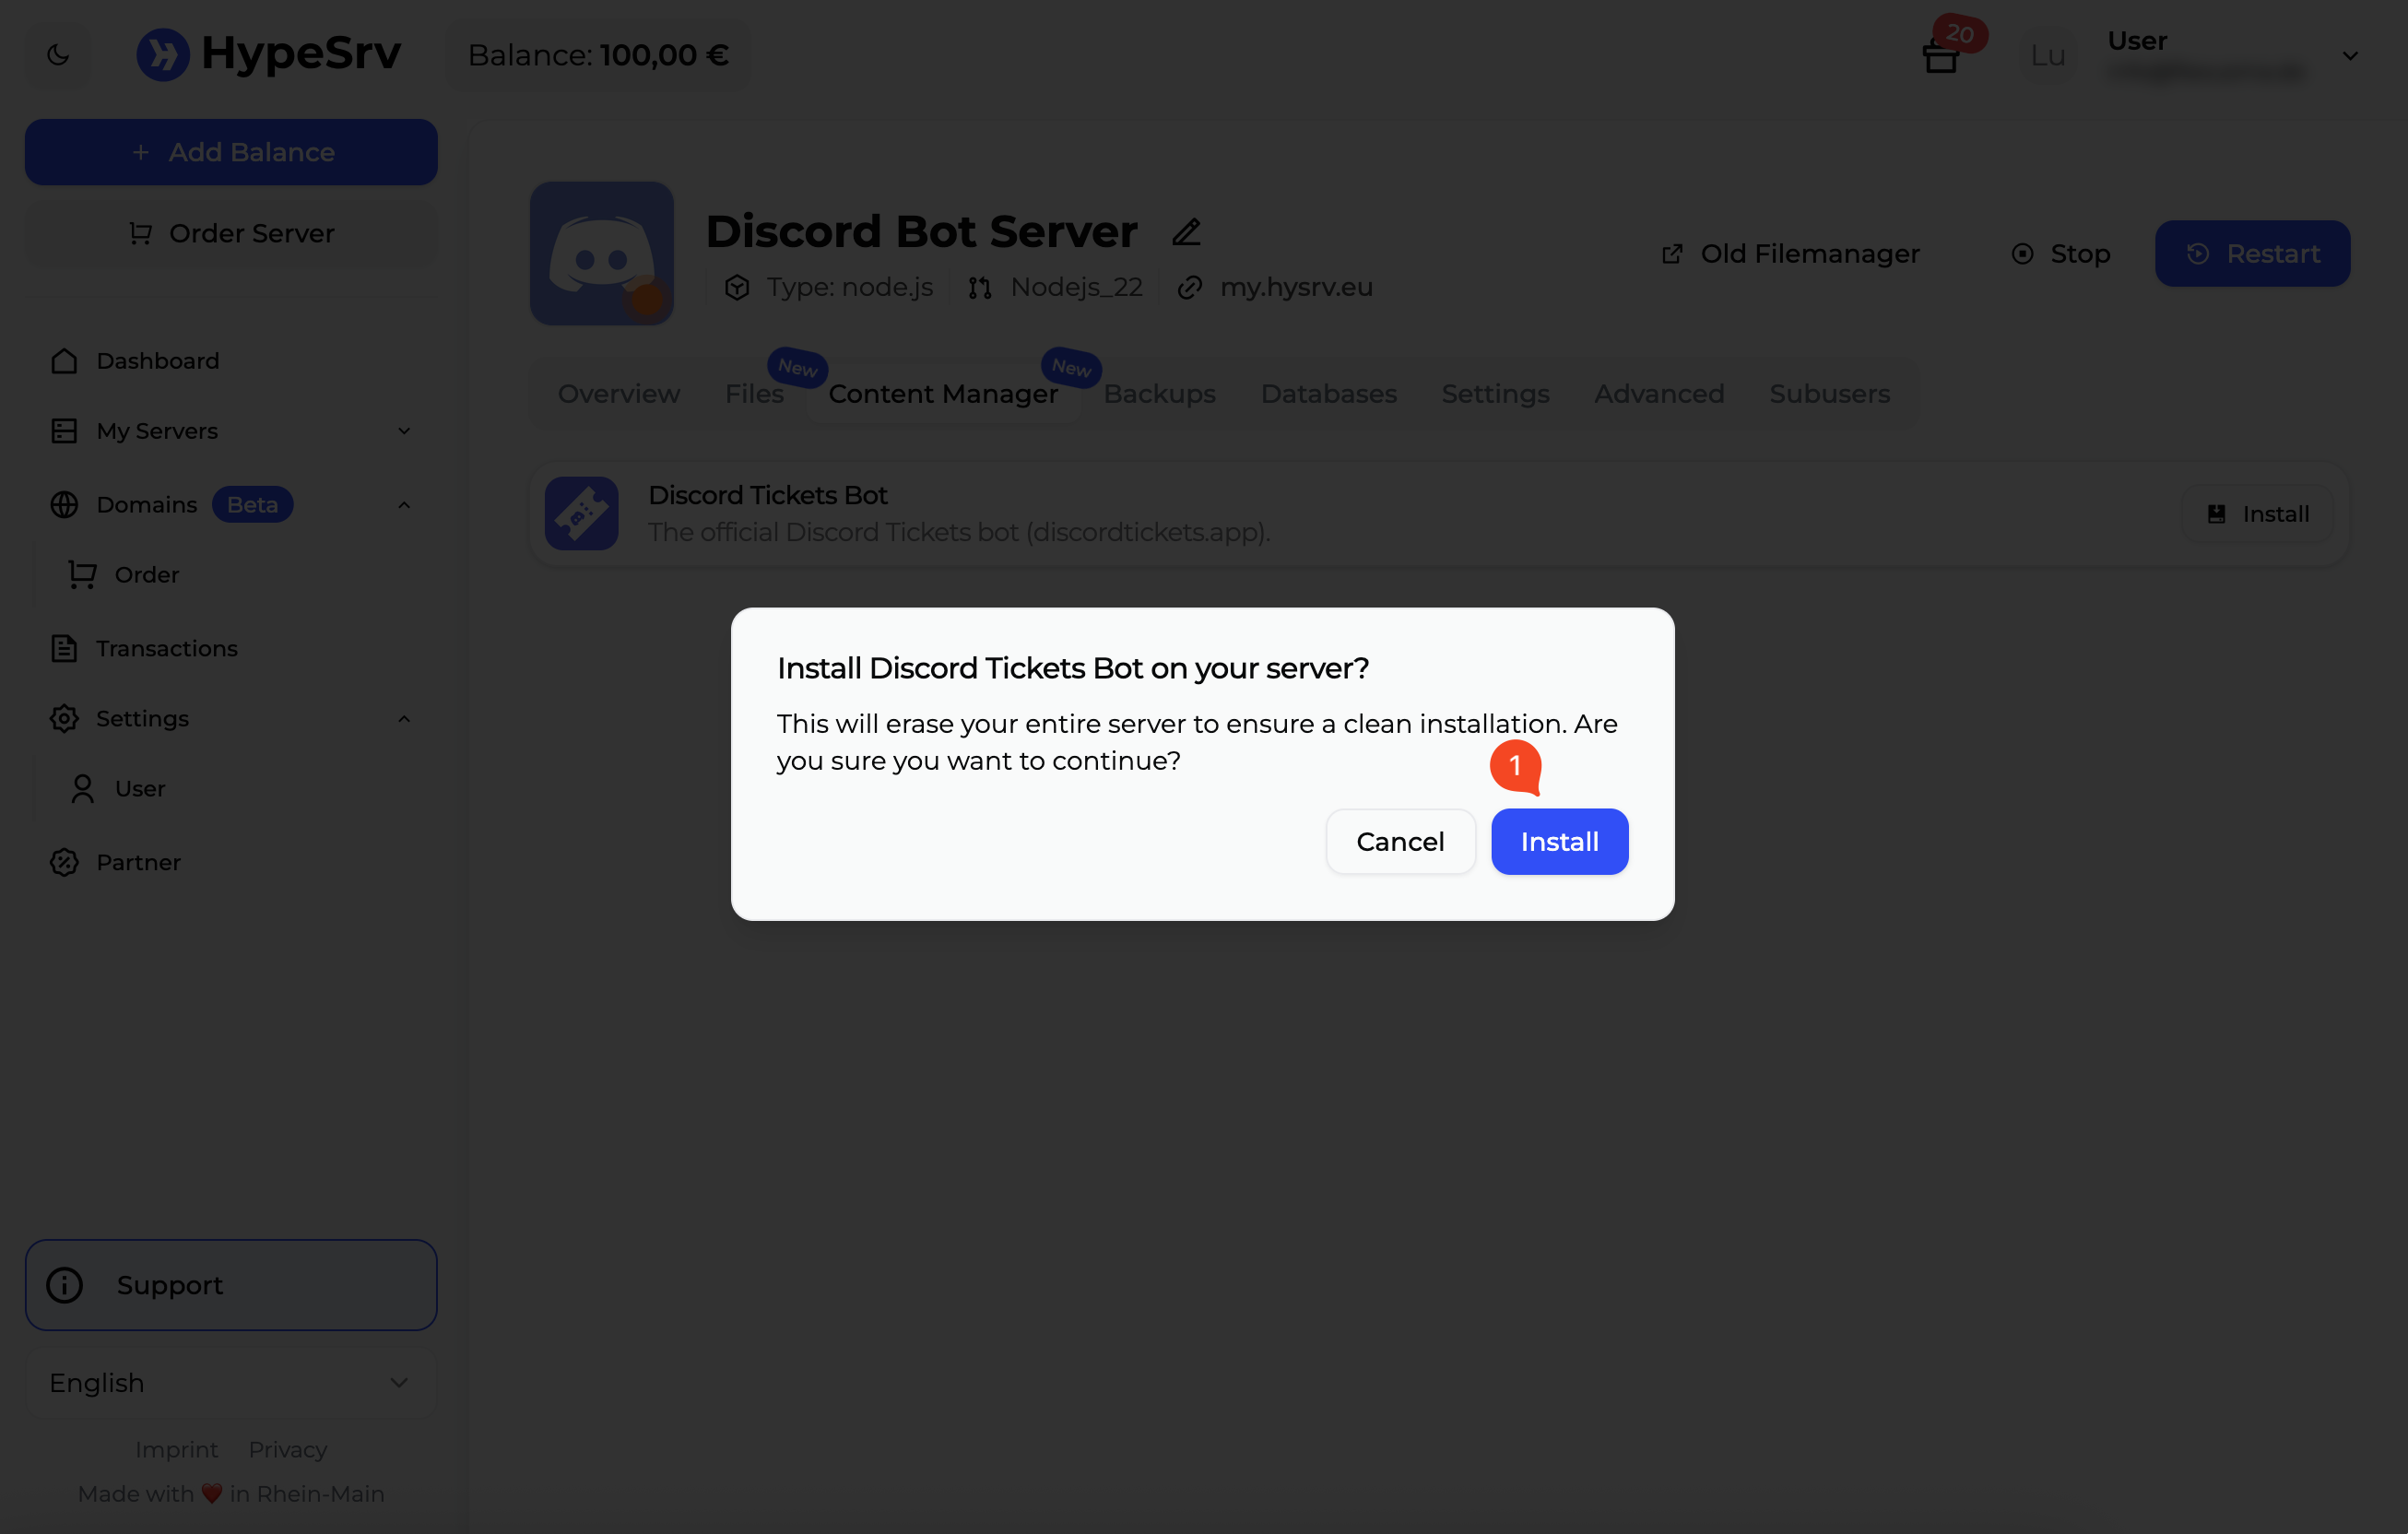 HypeSrv
Balance: 100,00 €
20
Lu
User
+ Add Balance
Order Server
Dashboard
My Servers
Domains Beta
Order
Transactions
Settings
User
Partner
Support
English
Imprint Privacy
Made with ❤️ in Rhein-Main
Discord Bot Server
Type: node.js Nodejs_22 my.hysrv.eu
Old Filemanager Stop Restart
New New
Overview Files Content Manager Backups Databases Settings Advanced Subusers
Discord Tickets Bot
The official Discord Tickets bot (discordtickets.app).
Install
Install Discord Tickets Bot on your server?
This will erase your entire server to ensure a clean installation. Are
you sure you want to continue?
1
Cancel Install